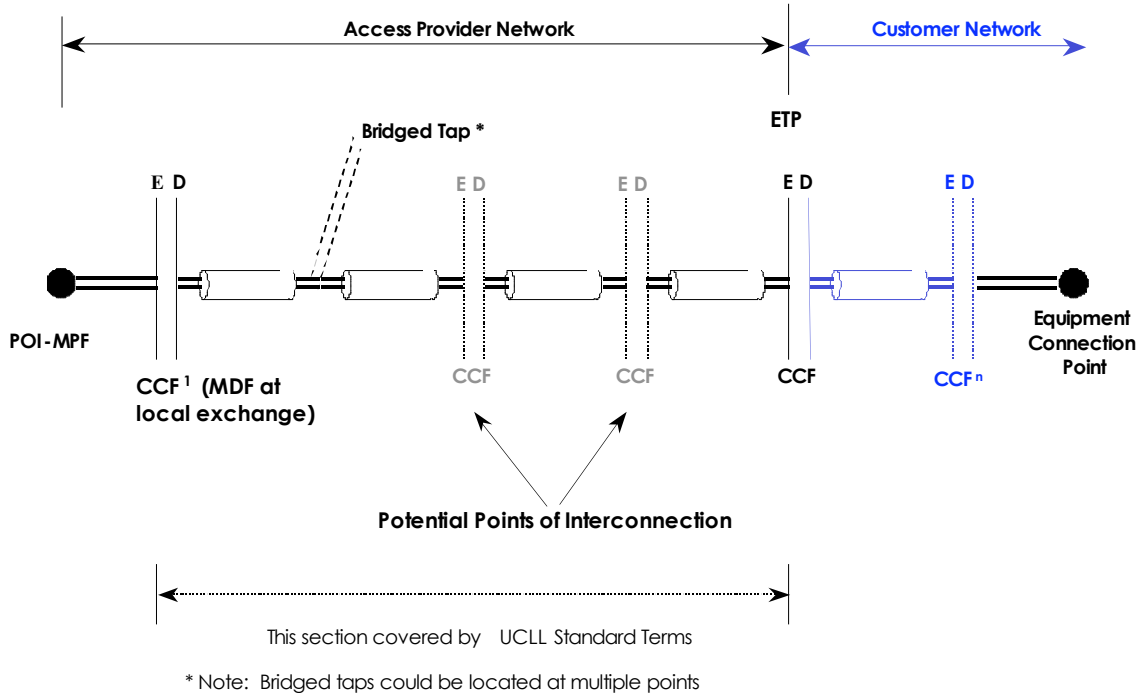 Access Provider Network
Customer Network
ETP
Bridged Tap *
E D
E D
E D
E D
E D
POI-MPF
Equipment
Connection
Point
CCF 1 (MDF at
local exchange)
CCF
CCF
CCF
CCF n
Potential Points of Interconnection
This section covered by UCLL Standard Terms
* Note: Bridged taps could be located at multiple points